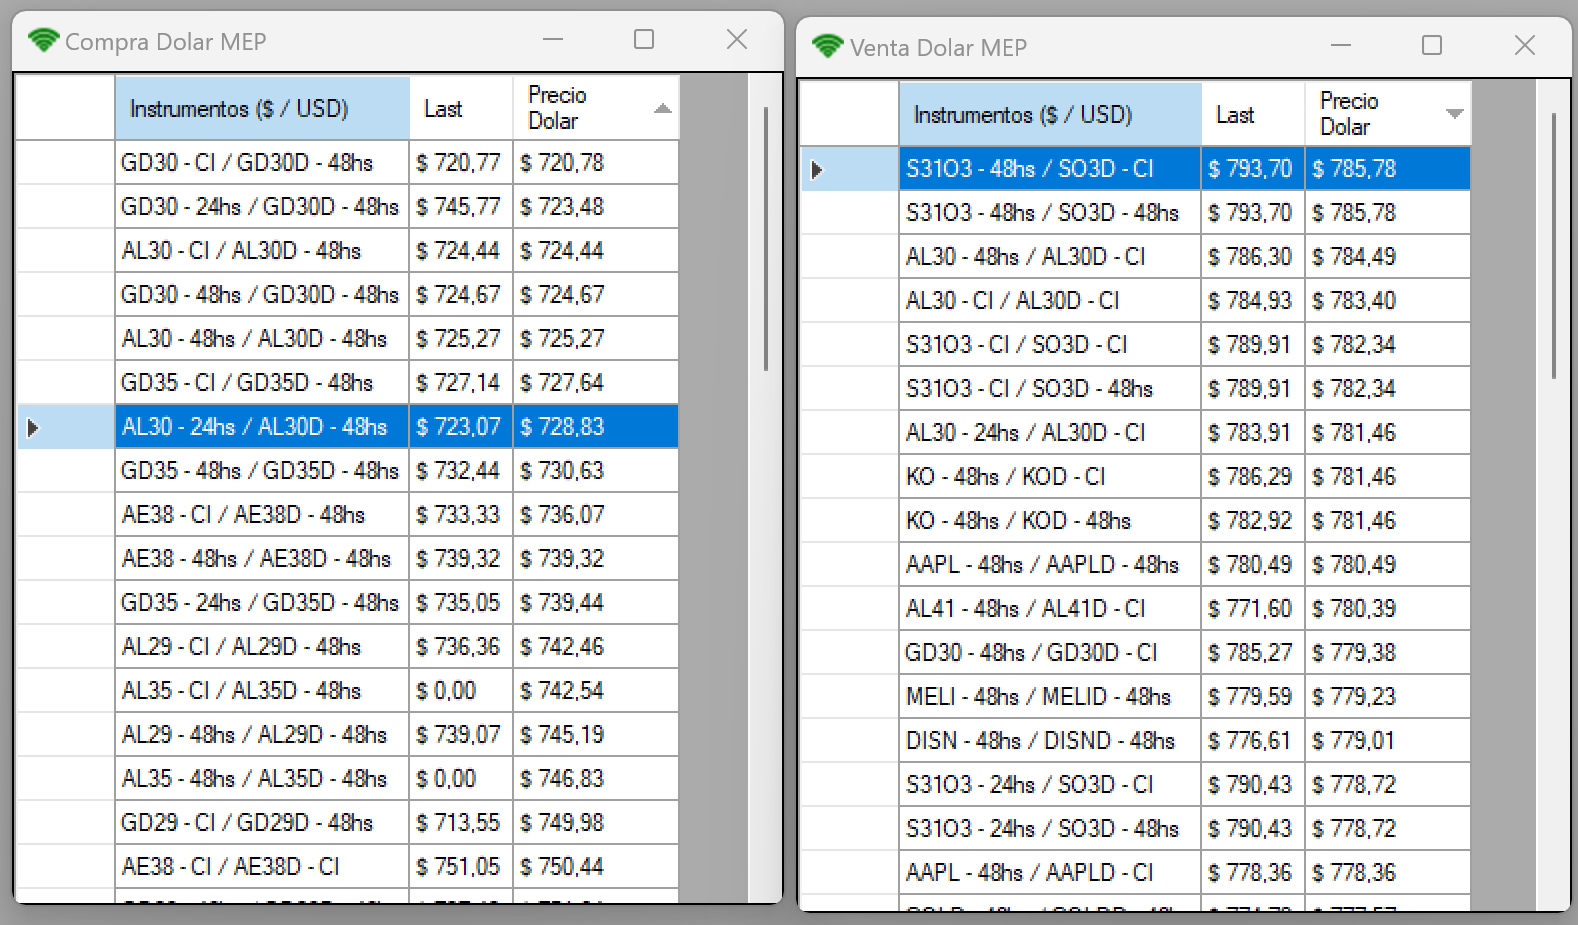 Compra Dolar MEP
Instrumentos ($ / USD) Last Precio Dolar
GD30 - CI / GD30D - 48hs $ 720,77 $ 720,78
GD30 - 24hs / GD30D - 48hs $ 745,77 $ 723,48
AL30 - CI / AL30D - 48hs $ 724,44 $ 724,44
GD30 - 48hs / GD30D - 48hs $ 724,67 $ 724,67
AL30 - 48hs / AL30D - 48hs $ 725,27 $ 725,27
GD35 - CI / GD35D - 48hs $ 727,14 $ 727,64
AL30 - 24hs / AL30D - 48hs $ 723,07 $ 728,83
GD35 - 48hs / GD35D - 48hs $ 732,44 $ 730,63
AE38 - CI / AE38D - 48hs $ 733,33 $ 736,07
AE38 - 48hs / AE38D - 48hs $ 739,32 $ 739,32
GD35 - 24hs / GD35D - 48hs $ 735,05 $ 739,44
AL29 - CI / AL29D - 48hs $ 736,36 $ 742,46
AL35 - CI / AL35D - 48hs $ 0,00 $ 742,54
AL29 - 48hs / AL29D - 48hs $ 739,07 $ 745,19
AL35 - 48hs / AL35D - 48hs $ 0,00 $ 746,83
GD29 - CI / GD29D - 48hs $ 713,55 $ 749,98
AE38 - CI / AE38D - CI $ 751,05 $ 750,44
Venta Dolar MEP
Instrumentos ($ / USD) Last Precio Dolar
S31O3 - 48hs / SO3D - CI $ 793,70 $ 785,78
S31O3 - 48hs / SO3D - 48hs $ 793,70 $ 785,78
AL30 - 48hs / AL30D - CI $ 786,30 $ 784,49
AL30 - CI / AL30D - CI $ 784,93 $ 783,40
S31O3 - CI / SO3D - CI $ 789,91 $ 782,34
S31O3 - CI / SO3D - 48hs $ 789,91 $ 782,34
AL30 - 24hs / AL30D - CI $ 783,91 $ 781,46
KO - 48hs / KOD - CI $ 786,29 $ 781,46
KO - 48hs / KOD - 48hs $ 782,92 $ 781,46
AAPL - 48hs / AAPLD - 48hs $ 780,49 $ 780,49
AL41 - 48hs / AL41D - CI $ 771,60 $ 780,39
GD30 - 48hs / GD30D - CI $ 785,27 $ 779,38
MELI - 48hs / MELID - 48hs $ 779,59 $ 779,23
DISN - 48hs / DISND - 48hs $ 776,61 $ 779,01
S31O3 - 24hs / SO3D - CI $ 790,43 $ 778,72
S31O3 - 24hs / SO3D - 48hs $ 790,43 $ 778,72
AAPL - 48hs / AAPLD - CI $ 778,36 $ 778,36